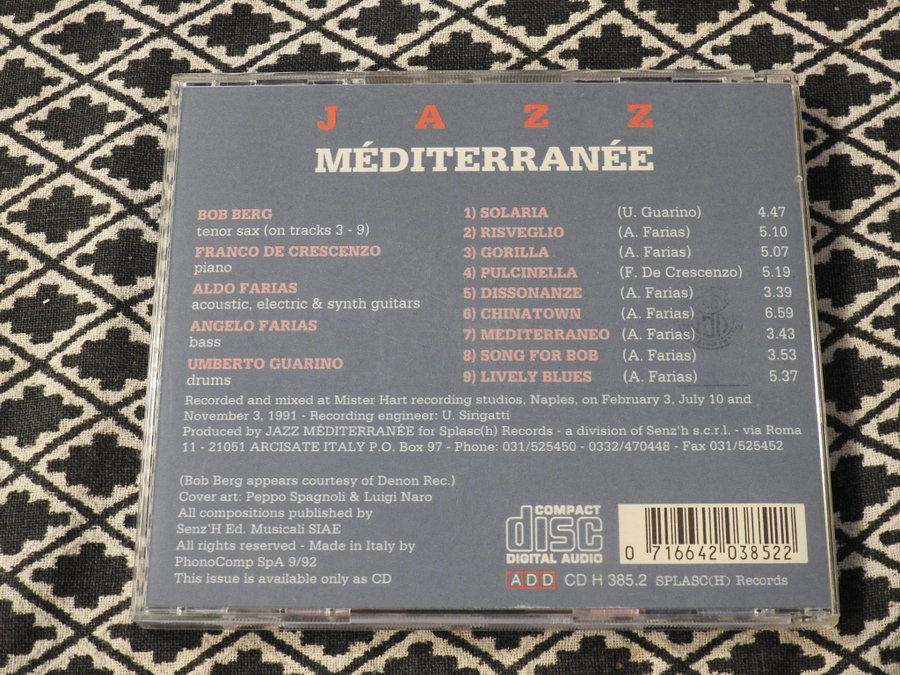 JAZZ
MÉDITERRANÉE
BOB BERG
tenor sax (on tracks 3 - 9)
FRANCO DE CRESCENZO
piano
ALDO FARIAS
acoustic, electric & synth guitars
ANGELO FARIAS
bass
UMBERTO GUARINO
drums
1) SOLARIA (U. Guarino) 4.47
2) RISVEGLIO (A. Farias) 5.10
3) GORILLA (A. Farias) 5.07
4) PULCINELLA (F. De Crescenzo) 5.19
5) DISSONANZE (A. Farias) 3.39
6) CHINATOWN (A. Farias) 6.59
7) MEDITERRANEO (A. Farias) 3.43
8) SONG FOR BOB (A. Farias) 3.53
9) LIVELY BLUES (A. Farias) 5.37
Recorded and mixed at Mister Hart recording studios, Naples, on February 3, July 10 and
November 3, 1991 - Recording engineer: U. Sirigatti
Produced by JAZZ MÉDITERRANÉE for Splasc(h) Records - a division of Senz'h s.c.r.l. - via Roma
11 - 21051 ARCISATE ITALY P.O. Box 97 - Phone: 031/525450 - 0332/470448 - Fax 031/525452
(Bob Berg appears courtesy of Denon Rec.)
Cover art: Peppo Spagnoli & Luigi Naro
All compositions published by
Senz'H Ed. Musicali SIAE
All rights reserved - Made in Italy by
PhonoComp SpA 9/92
This issue is available only as CD
COMPACT
disc
DIGITAL AUDIO
0 716642 038522
ADD CD H 385.2 SPLASC(H) Records